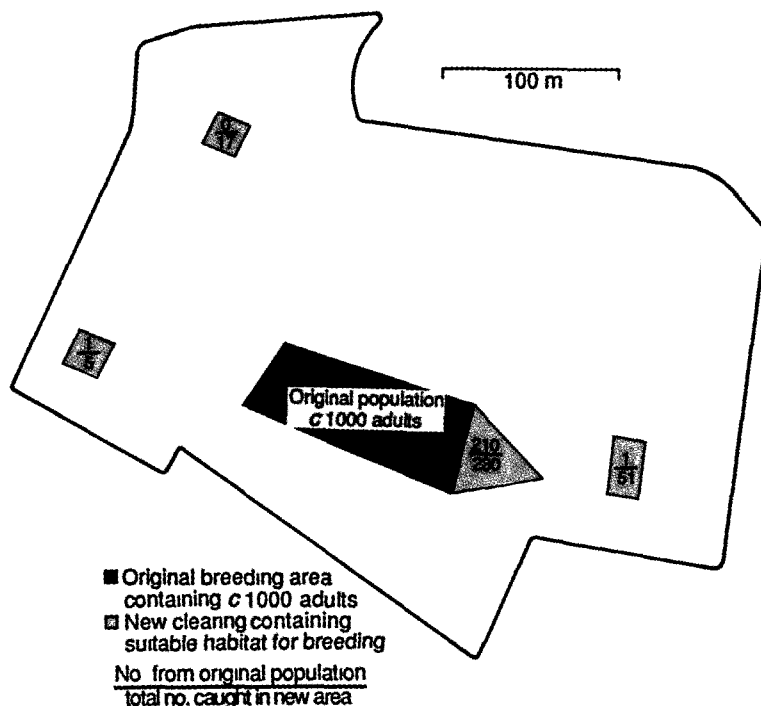 100 m
1
Original population
c 1000 adults
210
280
1
51
Original breeding area
containing c 1000 adults
New clearing containing
suitable habitat for breeding
No from original population
total no. caught in new area